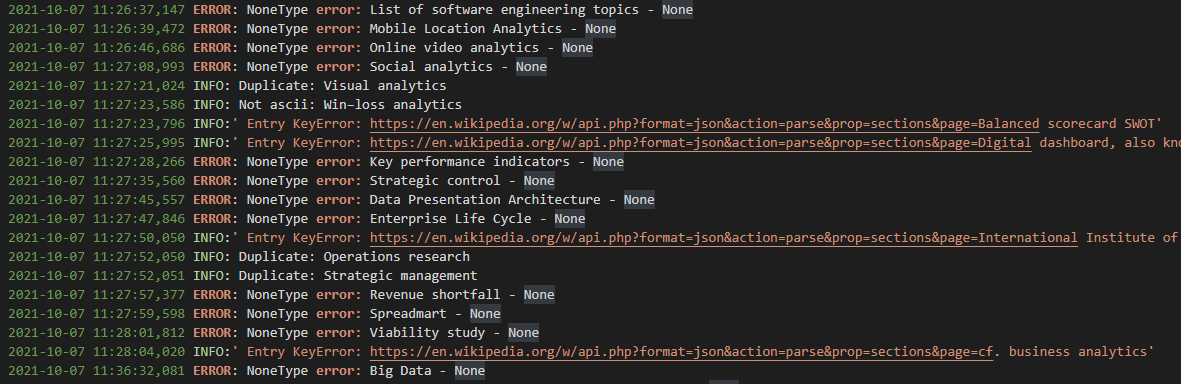 2021-10-07 11:26:37,147 ERROR: NoneType error: List of software engineering topics - None
2021-10-07 11:26:39,472 ERROR: NoneType error: Mobile Location Analytics - None
2021-10-07 11:26:46,686 ERROR: NoneType error: Online video analytics - None
2021-10-07 11:27:08,993 ERROR: NoneType error: Social analytics - None
2021-10-07 11:27:21,024 INFO: Duplicate: Visual analytics
2021-10-07 11:27:23,586 INFO: Not ascii: Win–loss analytics
2021-10-07 11:27:23,796 INFO:' Entry KeyError: https://en.wikipedia.org/w/api.php?format=json&action=parse&prop=sections&page=Balanced scorecard SWOT'
2021-10-07 11:27:25,995 INFO:' Entry KeyError: https://en.wikipedia.org/w/api.php?format=json&action=parse&prop=sections&page=Digital dashboard, also kno
2021-10-07 11:27:28,266 ERROR: NoneType error: Key performance indicators - None
2021-10-07 11:27:35,560 ERROR: NoneType error: Strategic control - None
2021-10-07 11:27:45,557 ERROR: NoneType error: Data Presentation Architecture - None
2021-10-07 11:27:47,846 ERROR: NoneType error: Enterprise Life Cycle - None
2021-10-07 11:27:50,050 INFO:' Entry KeyError: https://en.wikipedia.org/w/api.php?format=json&action=parse&prop=sections&page=International Institute of
2021-10-07 11:27:52,050 INFO: Duplicate: Operations research
2021-10-07 11:27:52,051 INFO: Duplicate: Strategic management
2021-10-07 11:27:57,377 ERROR: NoneType error: Revenue shortfall - None
2021-10-07 11:27:59,598 ERROR: NoneType error: Spreadmart - None
2021-10-07 11:28:01,812 ERROR: NoneType error: Viability study - None
2021-10-07 11:28:04,020 INFO:' Entry KeyError: https://en.wikipedia.org/w/api.php?format=json&action=parse&prop=sections&page=cf. business analytics'
2021-10-07 11:36:32,081 ERROR: NoneType error: Big Data - None